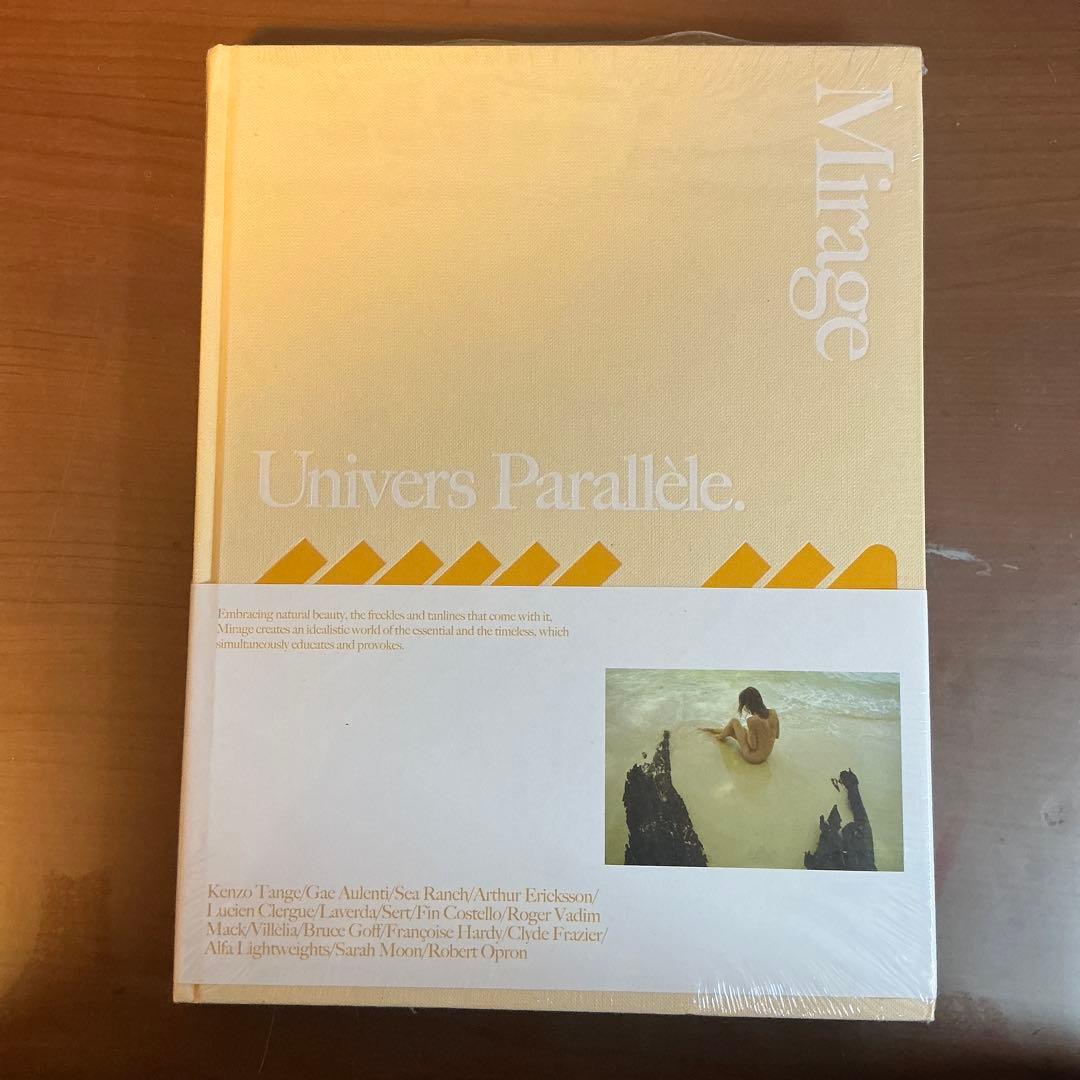 Mirage
Univers Parallèle.
Embracing natural beauty, the freckles and tanlines that come with it,
Mirage creates an idealistic world of the essential and the timeless, which
simultaneously educates and provokes.
Kenzo Tange/Gae Aulenti/Sea Ranch/Arthur Ericksson/
Lucien Clergue/Laverda/Sert/Fin Costello/Roger Vadim
Mack/Villèlia/Bruce Goff/Françoise Hardy/Clyde Frazier/
Alfa Lightweights/Sarah Moon/Robert Opron